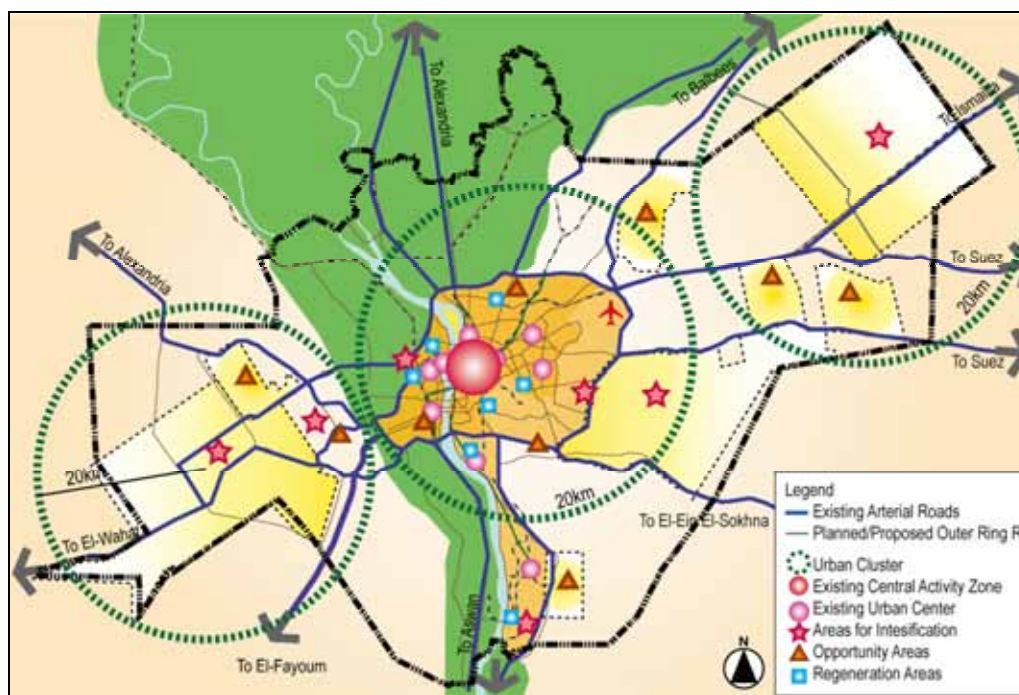 To Alexandria
To Balbees
To Ismailia
To Alexandria
To Suez
20km
To Suez
20km
20km
To El-Wahat
To El-Ein El-Sokhna
To Aswan
To El-Fayoum
N
Legend
Existing Arterial Roads
Planned/Proposed Outer Ring R
Urban Cluster
Existing Central Activity Zone
Existing Urban Center
Areas for Intesification
Opportunity Areas
Regeneration Areas